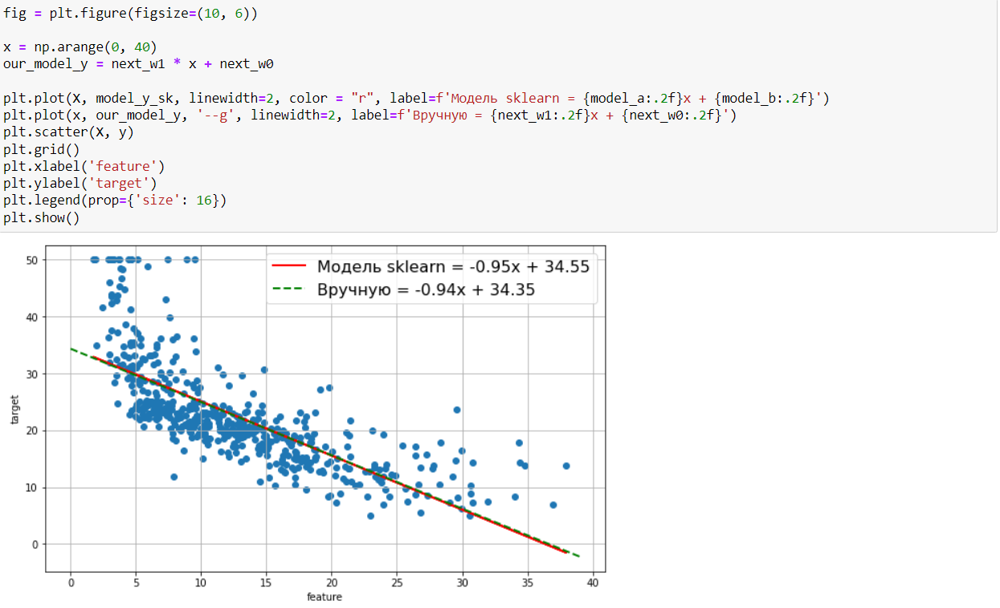 fig = plt.figure(figsize=(10, 6))
x = np.arange(0, 40)
our_model_y = next_w1 * x + next_w0
plt.plot(X, model_y_sk, linewidth=2, color = "r", label=f'Модель sklearn = {model_a:.2f}x + {model_b:.2f}')
plt.plot(x, our_model_y, '--g', linewidth=2, label=f'Вручную = {next_w1:.2f}x + {next_w0:.2f}')
plt.scatter(X, y)
plt.grid()
plt.xlabel('feature')
plt.ylabel('target')
plt.legend(prop={'size': 16})
plt.show()
Модель sklearn = -0.95x + 34.55
Вручную = -0.94x + 34.35
50
40
30
20
10
0
target
0 5 10 15 20 25 30 35 40
feature